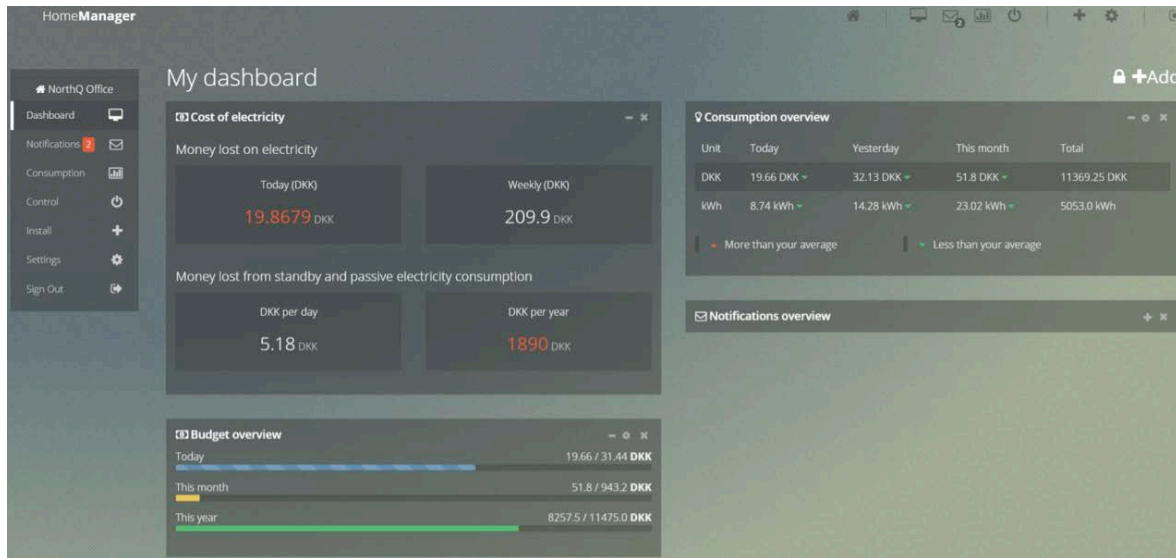 HomeManager
2
My dashboard
+Add
NorthQ Office
Dashboard
Notifications 2
Consumption
Control
Install
Settings
Sign Out
Cost of electricity
Money lost on electricity
Today (DKK)
19.8679 DKK
Weekly (DKK)
209.9 DKK
Money lost from standby and passive electricity consumption
DKK per day
5.18 DKK
DKK per year
1890 DKK
Budget overview
Today 19.66 / 31.44 DKK
This month 51.8 / 943.2 DKK
This year 8257.5 / 11475.0 DKK
Consumption overview
Unit Today Yesterday This month Total
DKK 19.66 DKK 32.13 DKK 51.8 DKK 11369.25 DKK
kWh 8.74 kWh 14.28 kWh 23.02 kWh 5053.0 kWh
More than your average Less than your average
Notifications overview